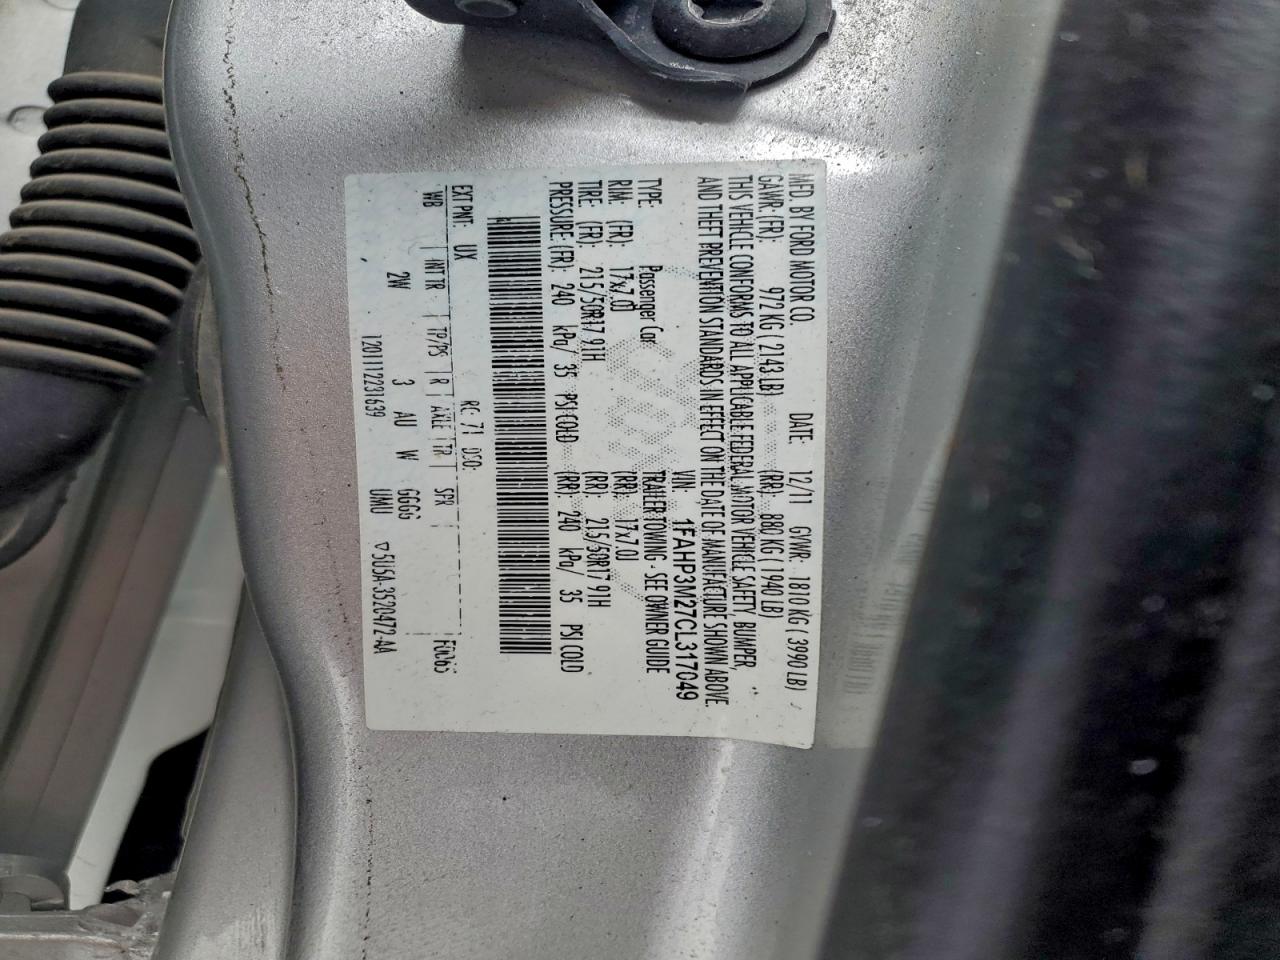 MFD. BY FORD MOTOR CO. DATE: 12/11 GVWR: 1810 KG ( 3990 LB)
GAWR: (FR): 972 KG ( 2143 LB) (RR): 880 KG ( 1940 LB)
THIS VEHICLE CONFORMS TO ALL APPLICABLE FEDERAL MOTOR VEHICLE SAFETY, BUMPER,
AND THEFT PREVENTION STANDARDS IN EFFECT ON THE DATE OF MANUFACTURE SHOWN ABOVE.
VIN: 1FAHP3M27CL317049
TYPE: Passenger Car TRAILER TOWING - SEE OWNER GUIDE
RIM: (FR): 17x7.0J (RR): 17x7.0J
TIRE: (FR): 215/50R17 91H (RR): 215/50R17 91H
PRESSURE: (FR): 240 kPa/ 35 PSI COLD (RR): 240 kPa/ 35 PSI COLD
EXT PNT: UX RC: 71 DSO:
WB INT TR TP/PS R AXLE TR SPR
2W 3 AU W GGGG
1201112231639 UMU 5U5A-3520472-AA